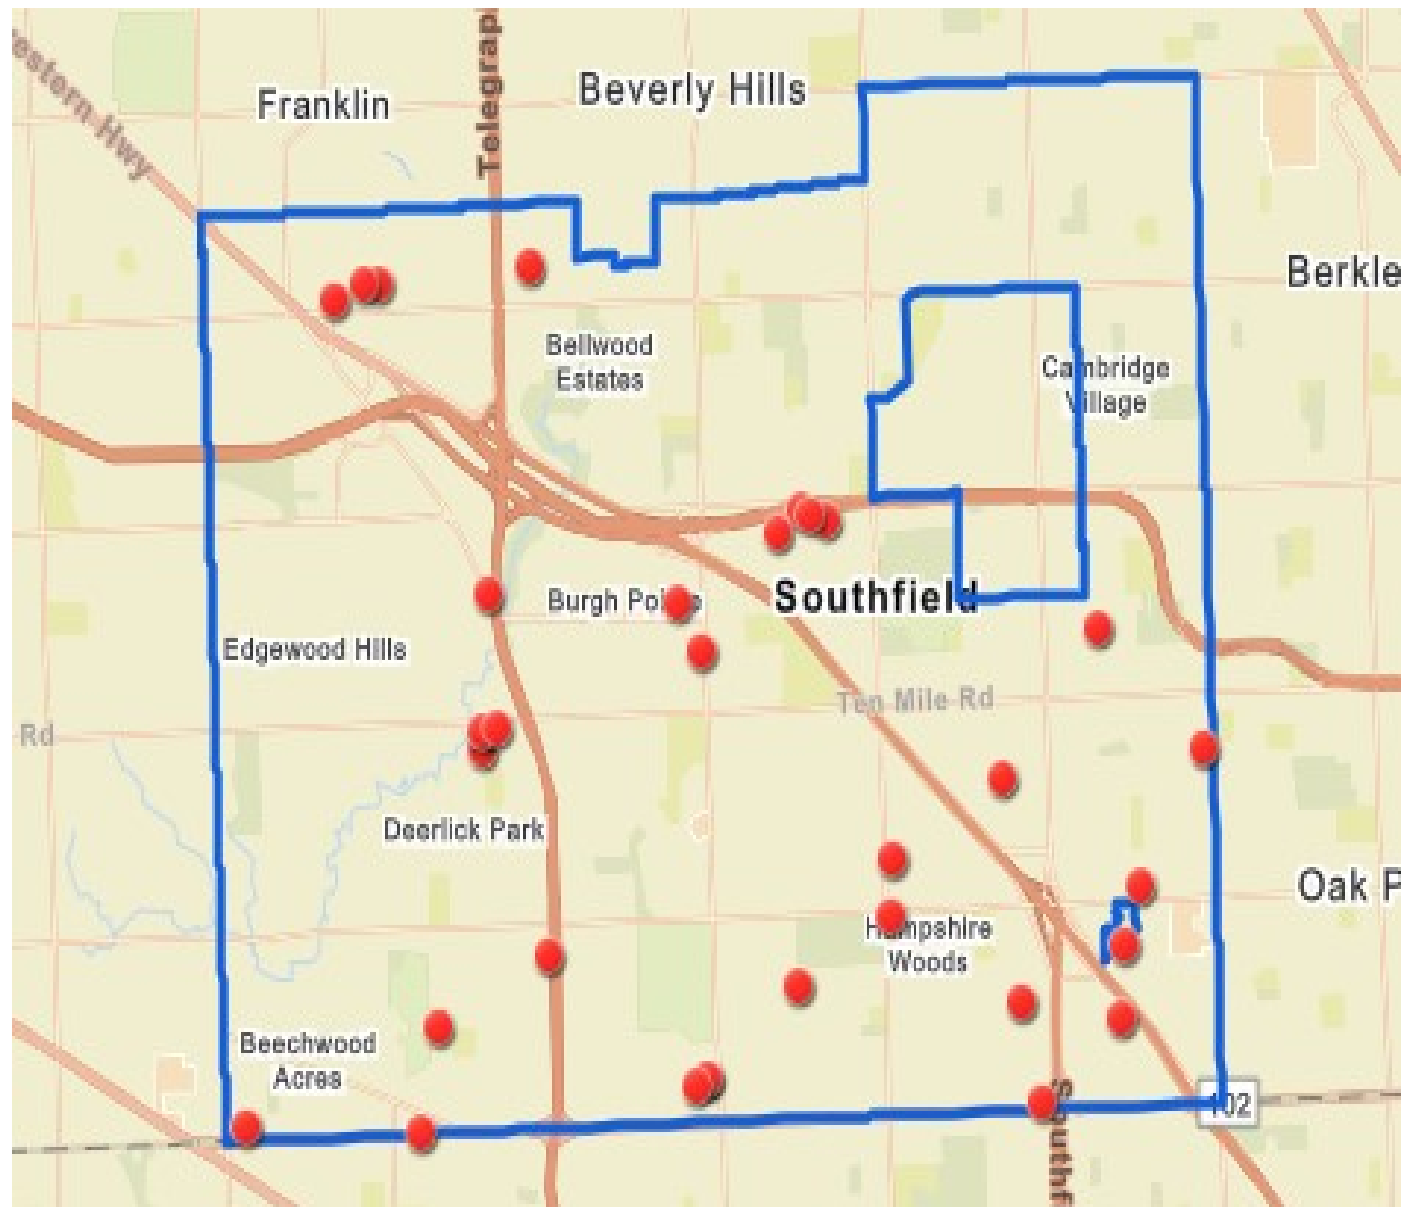 estern Hwy
Telegrap
Franklin
Beverly Hills
Berkle
Bellwood
Estates
Cambridge
Village
Burgh Po
Southfield
Edgewood Hills
Ten Mile Rd
Rd
Deerlick Park
Oak P
Hampshire
Woods
Beechwood
Acres
102
Southf